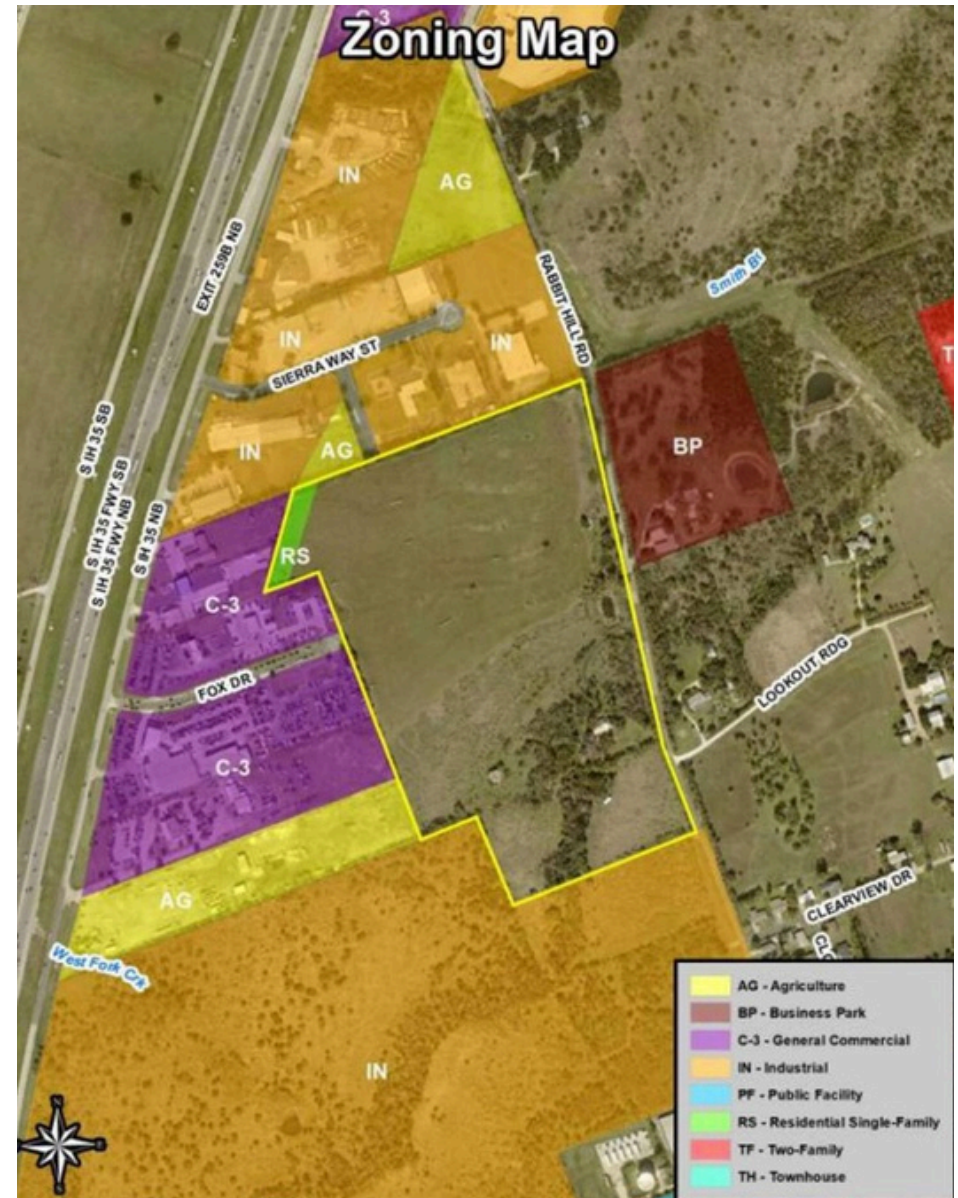 C-3
Zoning Map
IN
AG
EXIT 259B NB
RABBIT HILL RD
Smith Br
IN
SIERRA WAY ST
IN
S IH 35 SB
IN
AG
BP
S IH 35 FWY SB
S IH 35 FWY NB
S IH 35 NB
RS
C-3
FOX DR
LOOKOUT RDG
C-3
AG
CLEARVIEW DR
West Fork Crk
IN
N
AG - Agriculture
BP - Business Park
C-3 - General Commercial
IN - Industrial
PF - Public Facility
RS - Residential Single-Family
TF - Two-Family
TH - Townhouse